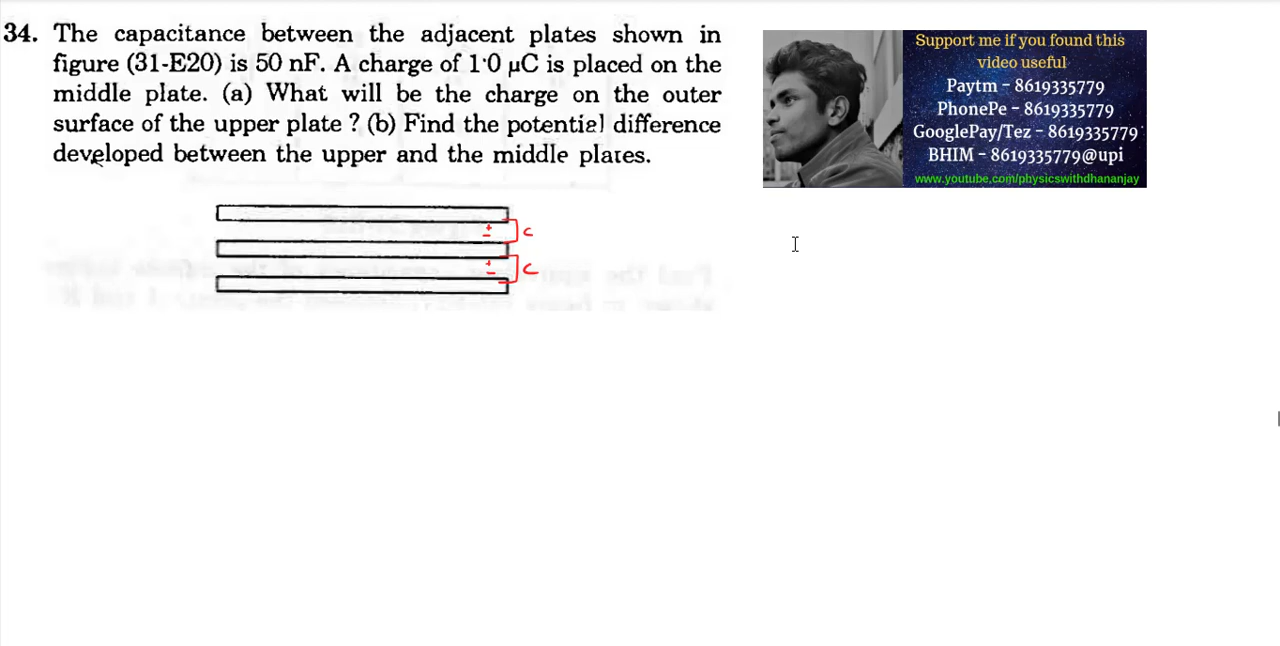 34. The capacitance between the adjacent plates shown in
figure (31-E20) is 50 nF. A charge of 1·0 μC is placed on the
middle plate. (a) What will be the charge on the outer
surface of the upper plate ? (b) Find the potential difference
developed between the upper and the middle plates.
Support me if you found this
video useful
Paytm - 8619335779
PhonePe - 8619335779
GooglePay/Tez - 8619335779
BHIM - 8619335779@upi
www.youtube.com/physicswithdhananjay
+
- C
+
- C